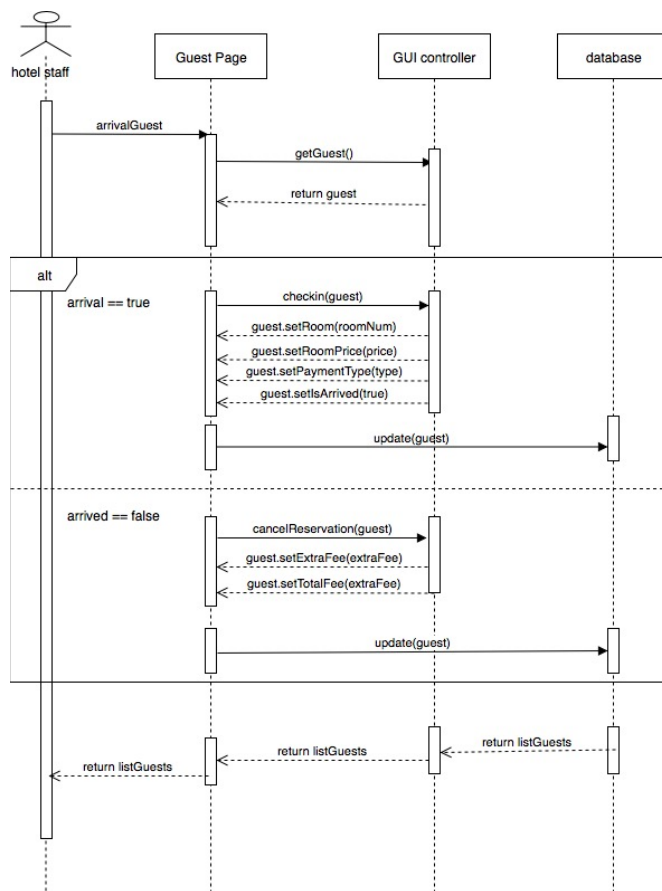 hotel staff
Guest Page
GUI controller
database
arrivalGuest
getGuest()
return guest
alt
arrival == true
checkin(guest)
guest.setRoom(roomNum)
guest.setRoomPrice(price)
guest.setPaymentType(type)
guest.setIsArrived(true)
update(guest)
arrived == false
cancelReservation(guest)
guest.setExtraFee(extraFee)
guest.setTotalFee(extraFee)
update(guest)
return listGuests
return listGuests
return listGuests